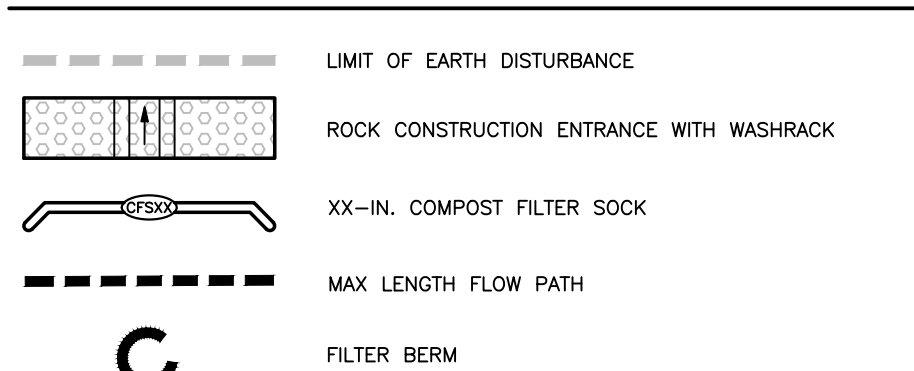 LIMIT OF EARTH DISTURBANCE
ROCK CONSTRUCTION ENTRANCE WITH WASHRACK
CFSXX
XX-IN. COMPOST FILTER SOCK
MAX LENGTH FLOW PATH
FILTER BERM